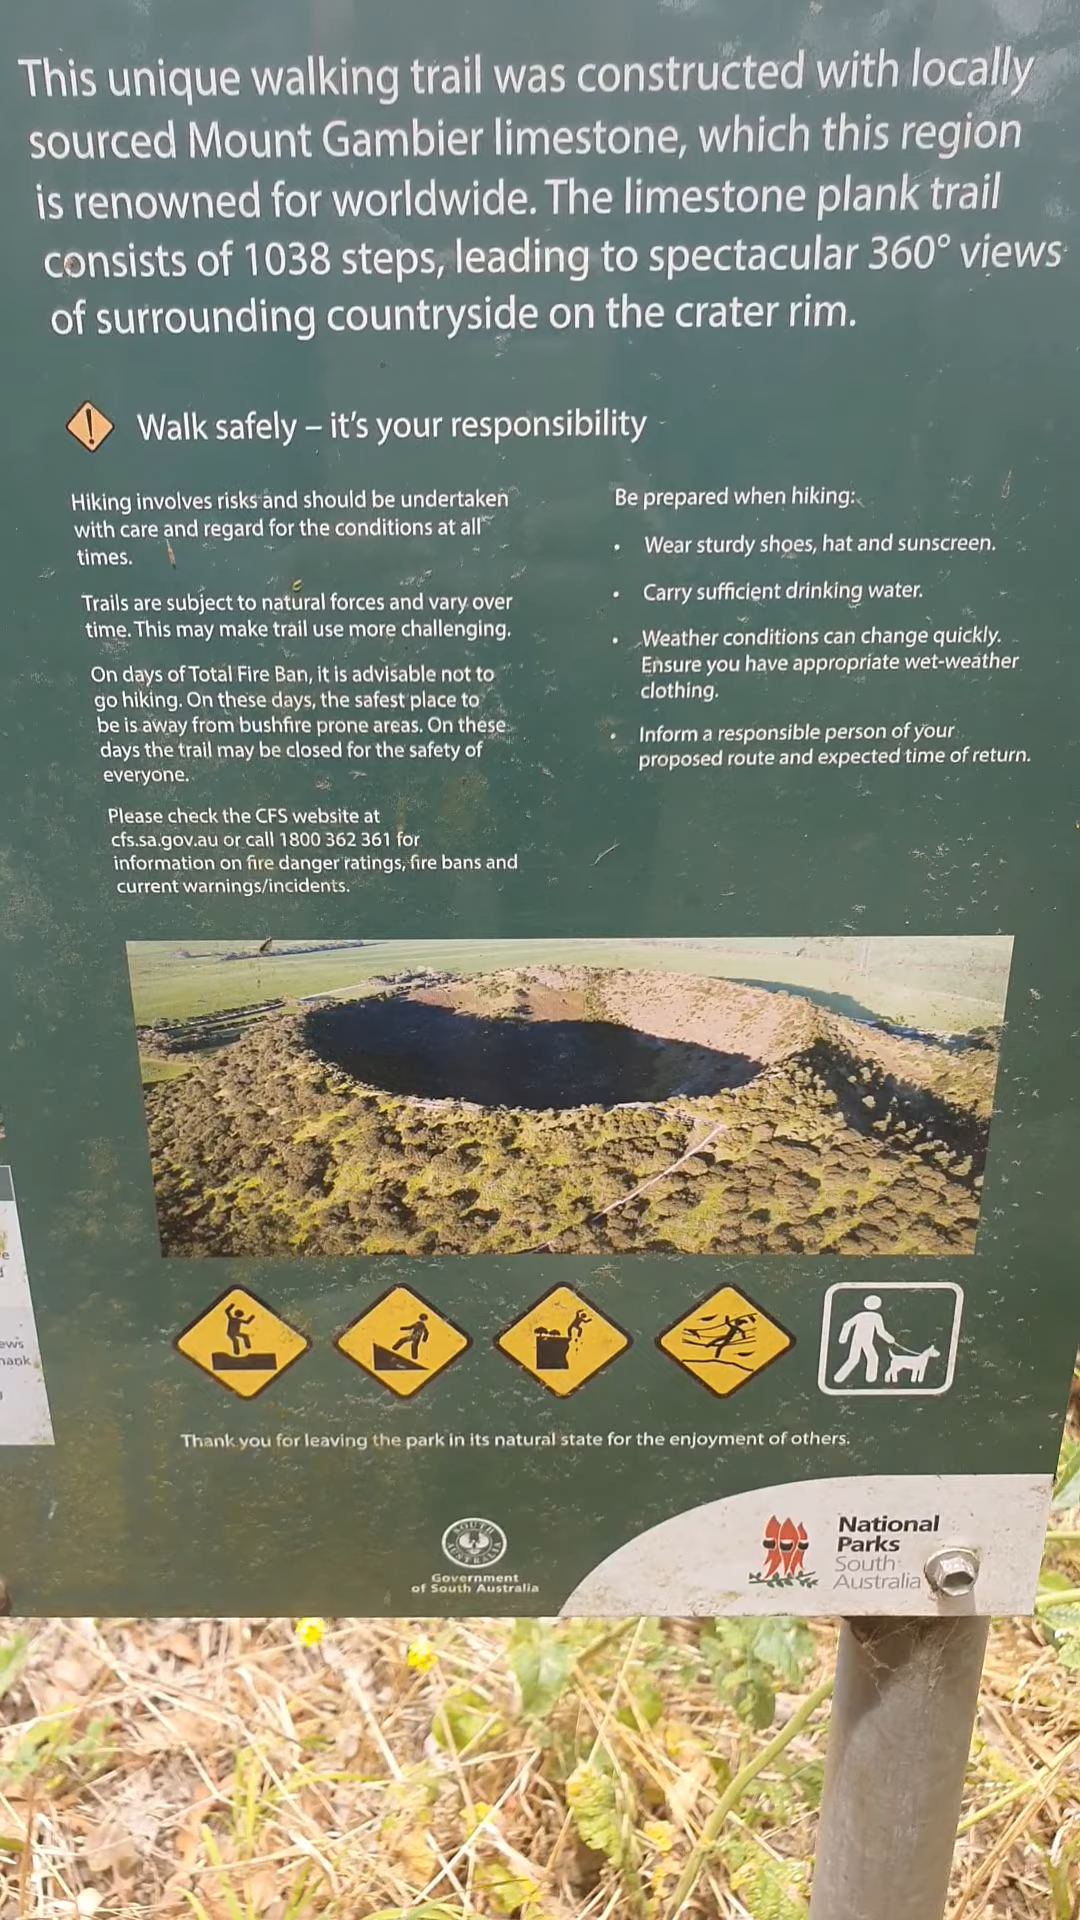 This unique walking trail was constructed with locally
sourced Mount Gambier limestone, which this region
is renowned for worldwide. The limestone plank trail
consists of 1038 steps, leading to spectacular 360° views
of surrounding countryside on the crater rim.
Walk safely – it's your responsibility
Hiking involves risks and should be undertaken
with care and regard for the conditions at all
times.
Trails are subject to natural forces and vary over
time. This may make trail use more challenging.
On days of Total Fire Ban, it is advisable not to
go hiking. On these days, the safest place to
be is away from bushfire prone areas. On these
days the trail may be closed for the safety of
everyone.
Please check the CFS website at
cfs.sa.gov.au or call 1800 362 361 for
information on fire danger ratings, fire bans and
current warnings/incidents.
Be prepared when hiking:
• Wear sturdy shoes, hat and sunscreen.
• Carry sufficient drinking water.
• Weather conditions can change quickly.
Ensure you have appropriate wet-weather
clothing.
• Inform a responsible person of your
proposed route and expected time of return.
Thank you for leaving the park in its natural state for the enjoyment of others.
SOUTH
AUSTRALIA
Government
of South Australia
National
Parks
South
Australia